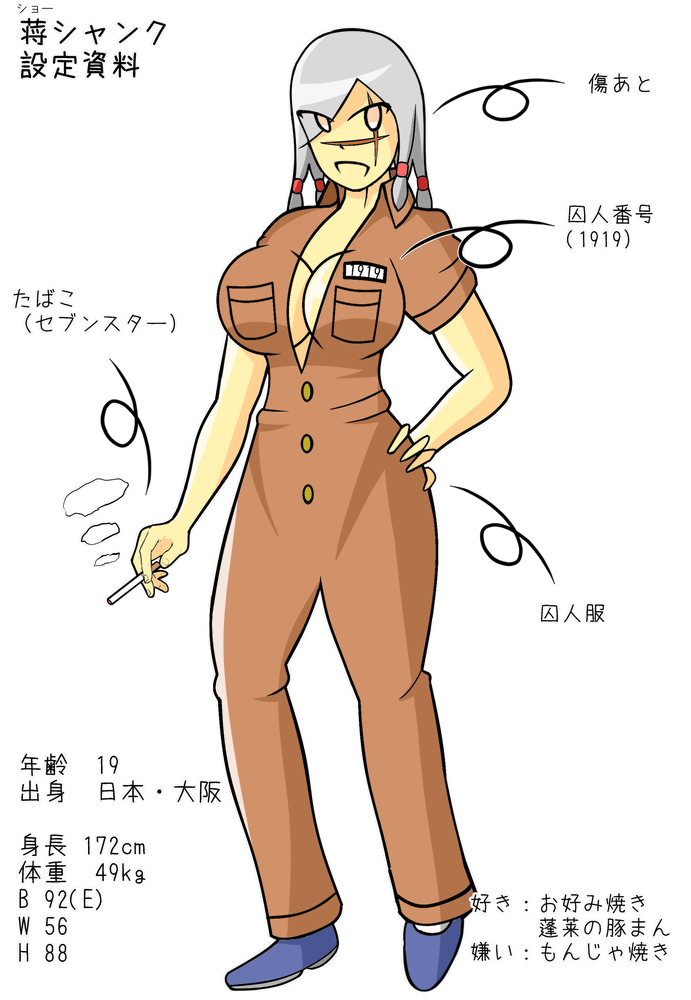 ショー
蒋シャンク
設定資料
傷あと
囚人番号
(1919)
1919
たばこ
(セブンスター)
囚人服
年齢 19
出身 日本・大阪
身長 172cm
体重 49kg
B 92(E)
W 56
H 88
好き：お好み焼き
蓬莱の豚まん
嫌い：もんじゃ焼き